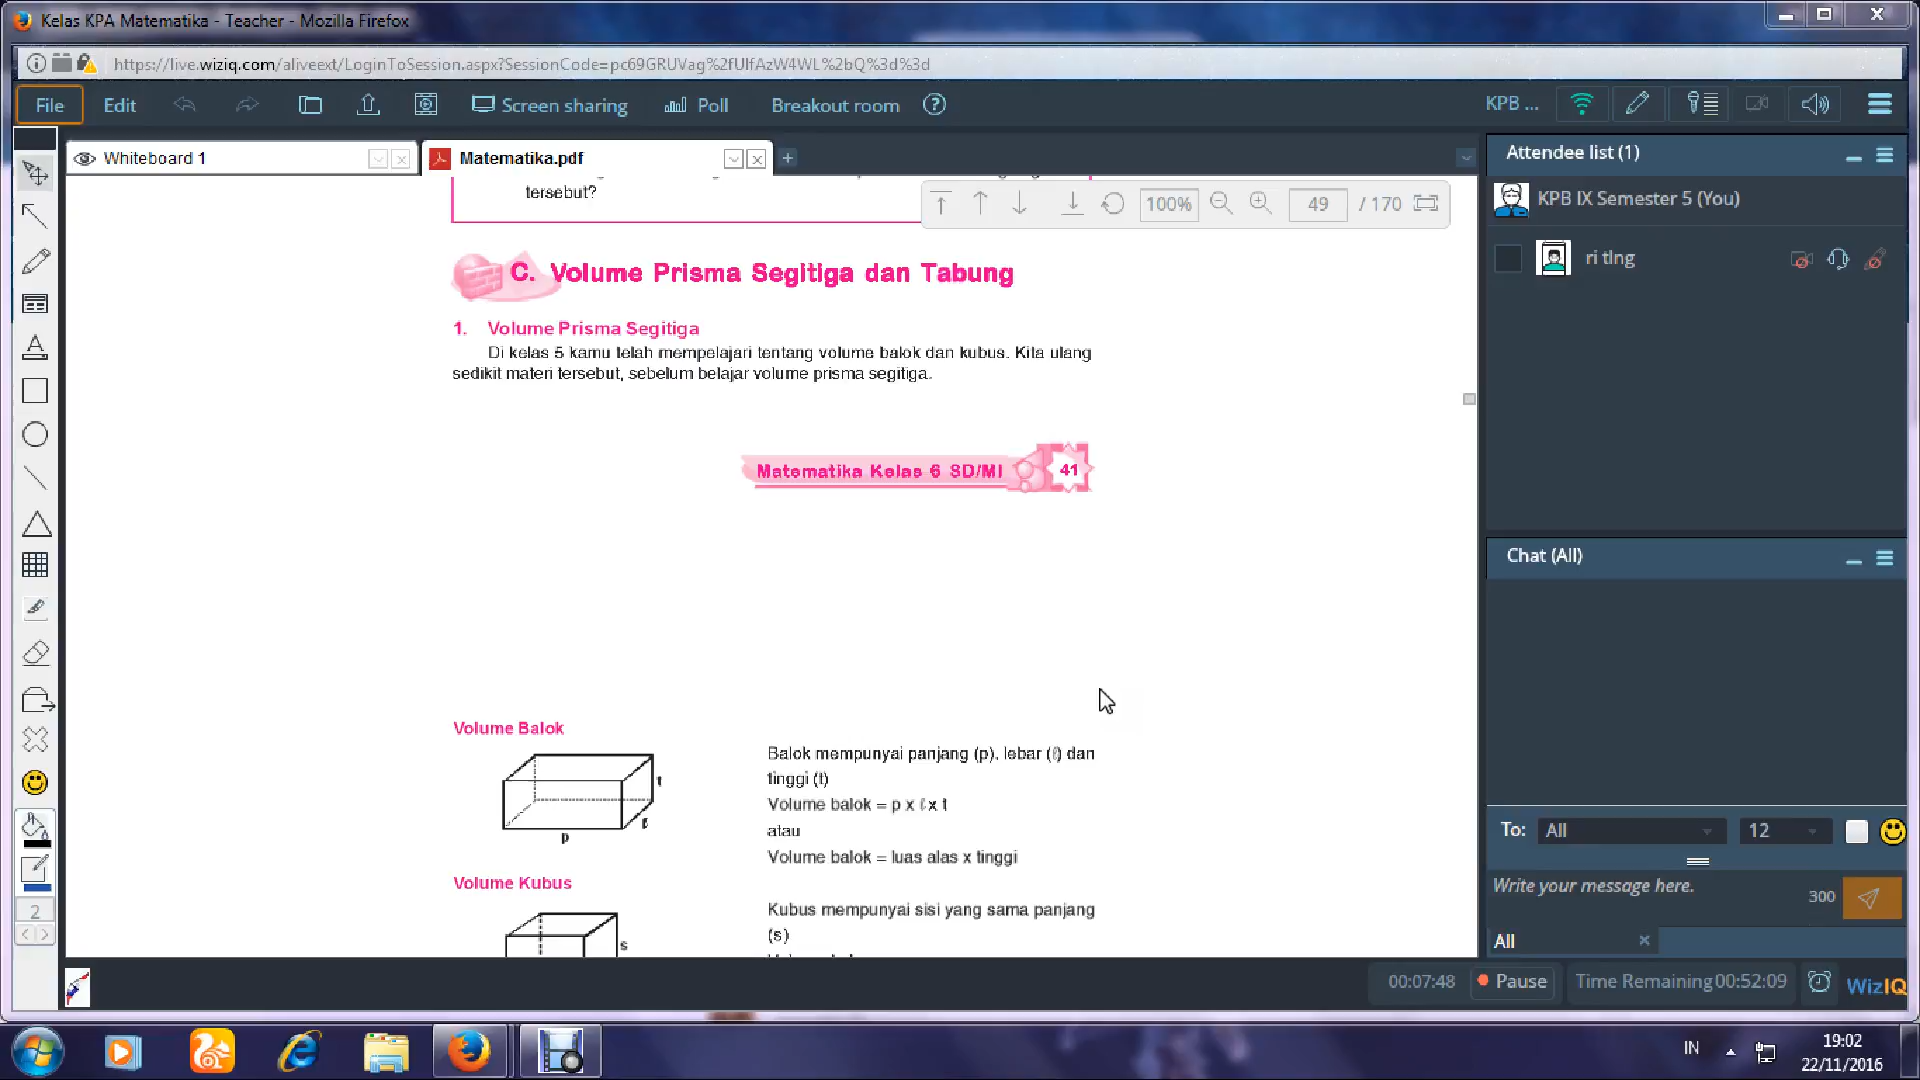 Kelas KPA Matematika - Teacher - Mozilla Firefox
https://live.wiziq.com/aliveext/LoginToSession.aspx?SessionCode=pc69GRUVag%2fUIfAzW4WL%2bQ%3d%3d
File Edit Screen sharing Poll Breakout room ? KPB ...
Whiteboard 1
Matematika.pdf
tersebut?
100% 49 / 170
C. Volume Prisma Segitiga dan Tabung
1. Volume Prisma Segitiga
Di kelas 5 kamu telah mempelajari tentang volume balok dan kubus. Kita ulang
sedikit materi tersebut, sebelum belajar volume prisma segitiga.
Matematika Kelas 6 SD/MI 41
Volume Balok
t
ℓ
p
Balok mempunyai panjang (p), lebar (ℓ) dan
tinggi (t)
Volume balok = p x ℓ x t
atau
Volume balok = luas alas x tinggi
Volume Kubus
s
Kubus mempunyai sisi yang sama panjang
(s)
2
Attendee list (1)
KPB IX Semester 5 (You)
ri tlng
Chat (All)
To: All 12
Write your message here. 300
All
00:07:48 Pause Time Remaining 00:52:09 WizIQ
IN
19:02
22/11/2016